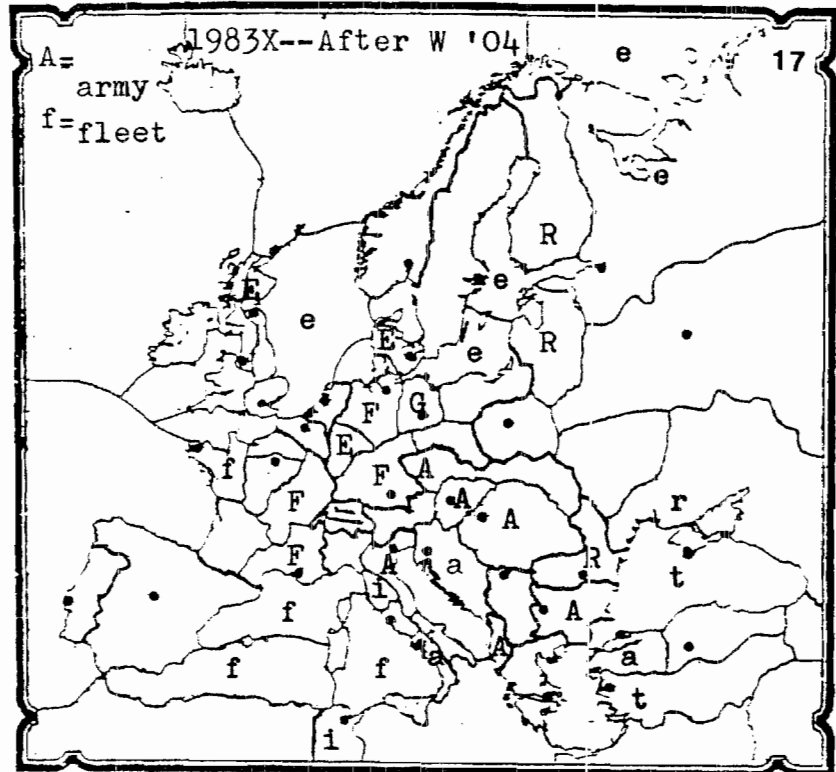 1983X--After W '04
17
A=
army
f=fleet
e
e
R
E e
e
E e R
F G
E
f F A
F A A r
F A a R t
i
f A
f f a A a
t
i